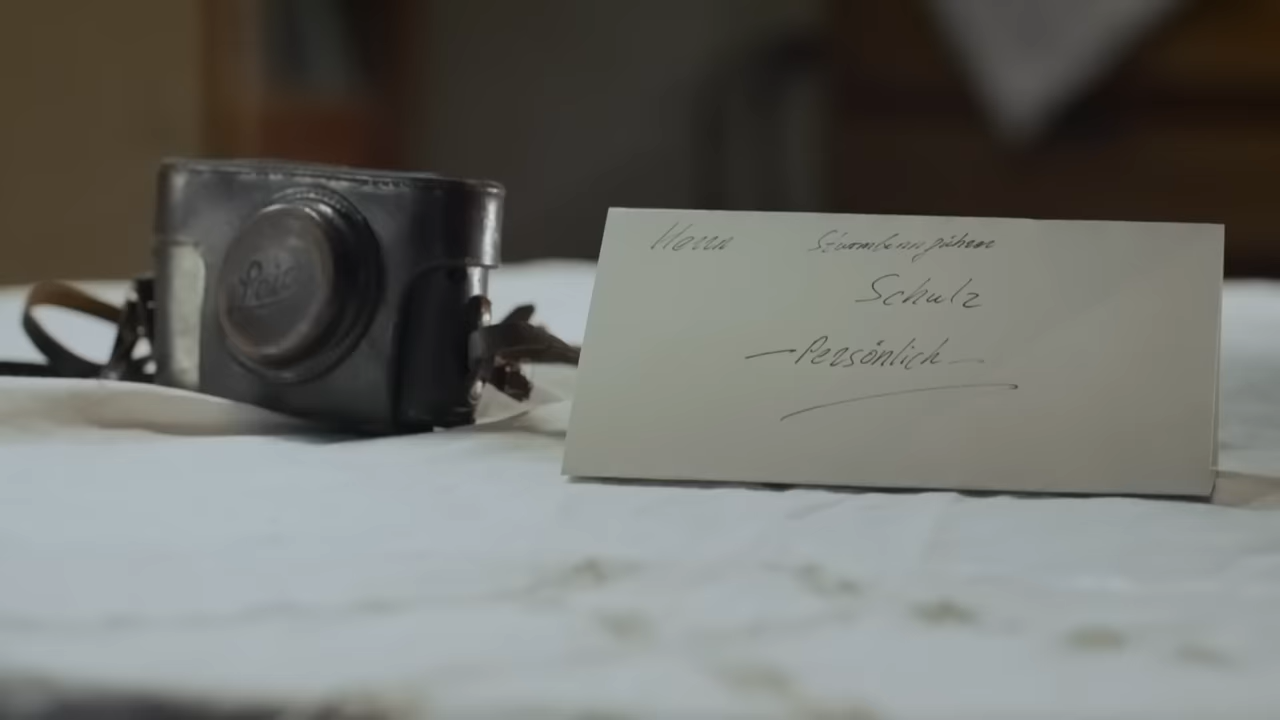 Leica
Herrn Sturmbannführer
Schulz
– Persönlich –